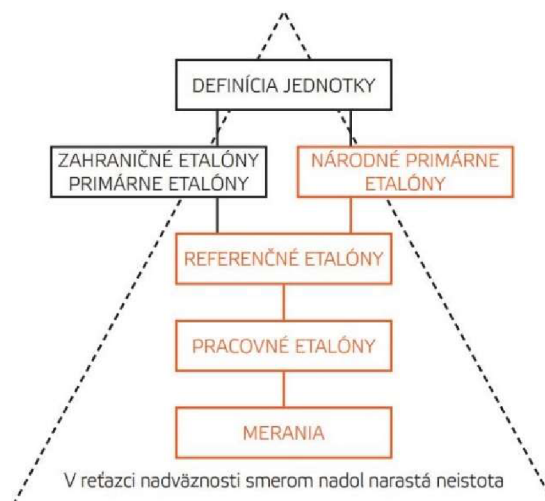 DEFINÍCIA JEDNOTKY
ZAHRANIČNÉ ETALÓNY
PRIMÁRNE ETALÓNY
NÁRODNÉ PRIMÁRNE
ETALÓNY
REFERENČNÉ ETALÓNY
PRACOVNÉ ETALÓNY
MERANIA
V reťazci nadväznosti smerom nadol narastá neistota